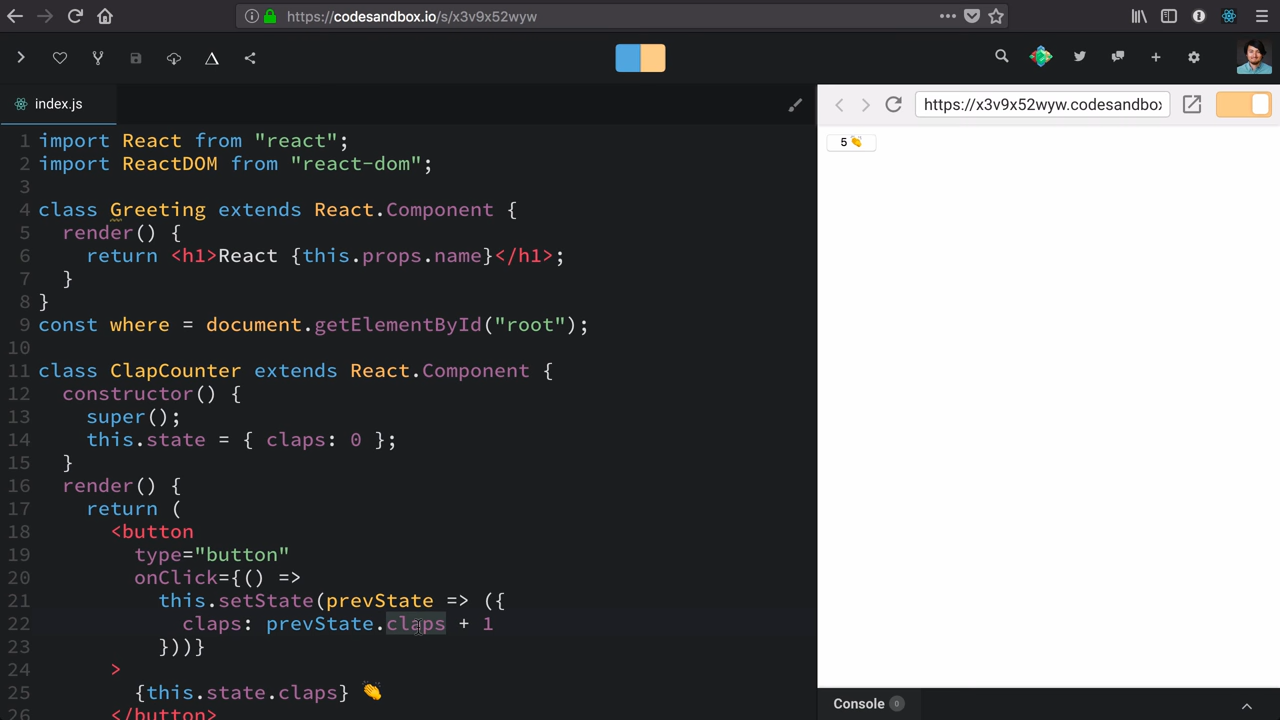 https://codesandbox.io/s/x3v9x52wyw
index.js
https://x3v9x52wyw.codesandbox
1 import React from "react";
2 import ReactDOM from "react-dom";
3
4 class Greeting extends React.Component {
5   render() {
6     return <h1>React {this.props.name}</h1>;
7   }
8 }
9 const where = document.getElementById("root");
10
11 class ClapCounter extends React.Component {
12   constructor() {
13     super();
14     this.state = { claps: 0 };
15   }
16   render() {
17     return (
18       <button
19         type="button"
20         onClick={() =>
21           this.setState(prevState => ({
22             claps: prevState.claps + 1
23           }))}
24       >
25         {this.state.claps} 👏
26       </button>
5 👏
Console 0